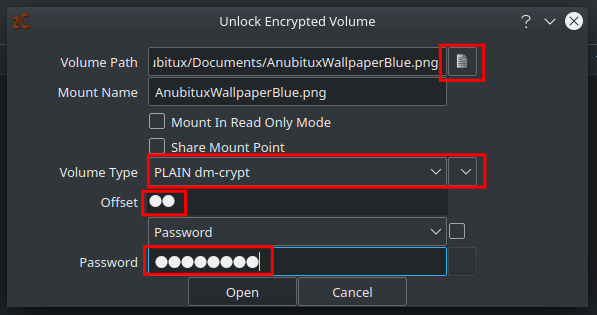 zC Unlock Encrypted Volume ?
Volume Path ubitux/Documents/AnubituxWallpaperBlue.png
Mount Name AnubituxWallpaperBlue.png
Mount In Read Only Mode
Share Mount Point
Volume Type PLAIN dm-crypt
Offset ●●
Password
Password ●●●●●●●●●
Open Cancel